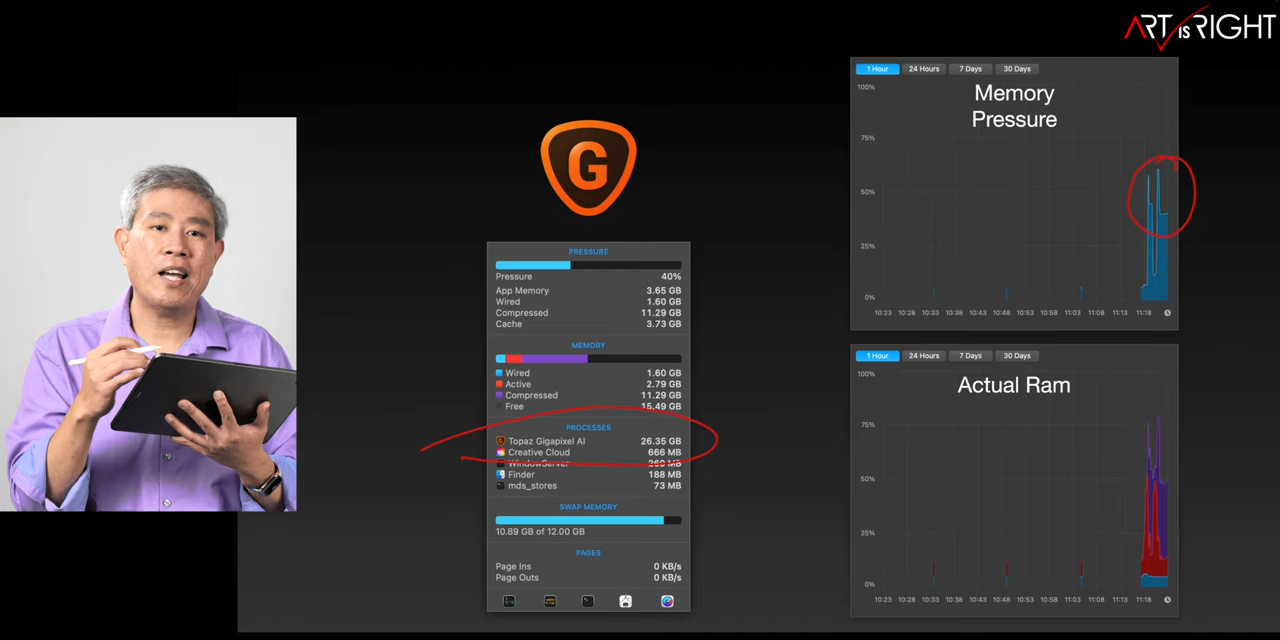 ART IS RIGHT
G
PRESSURE
Pressure 40%
App Memory 3.65 GB
Wired 1.60 GB
Compressed 11.29 GB
Cache 3.73 GB
MEMORY
Wired 1.60 GB
Active 2.79 GB
Compressed 11.29 GB
Free 15.49 GB
PROCESSES
Topaz Gigapixel AI 26.35 GB
Creative Cloud 666 MB
WindowServer MB
Finder 188 MB
mds_stores 73 MB
SWAP MEMORY
10.89 GB of 12.00 GB
PAGES
Page Ins 0 KB/s
Page Outs 0 KB/s
1 Hour 24 Hours 7 Days 30 Days
Memory
Pressure
100%
75%
50%
25%
0%
10:23 10:28 10:33 10:38 10:43 10:48 10:53 10:58 11:03 11:08 11:13 11:18
1 Hour 24 Hours 7 Days 30 Days
Actual Ram
100%
75%
50%
25%
0%
10:23 10:28 10:33 10:38 10:43 10:48 10:53 10:58 11:03 11:08 11:13 11:18